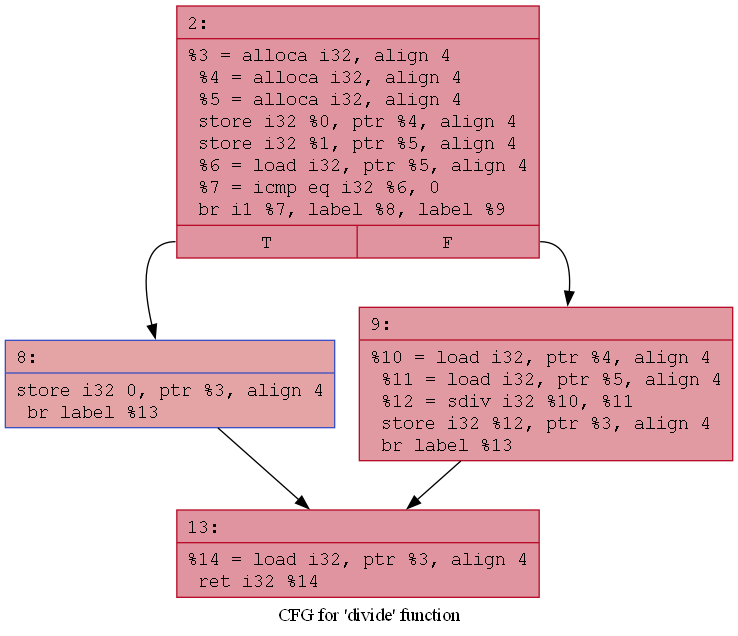 2:
%3 = alloca i32, align 4
%4 = alloca i32, align 4
%5 = alloca i32, align 4
store i32 %0, ptr %4, align 4
store i32 %1, ptr %5, align 4
%6 = load i32, ptr %5, align 4
%7 = icmp eq i32 %6, 0
br i1 %7, label %8, label %9
T F
8:
store i32 0, ptr %3, align 4
br label %13
9:
%10 = load i32, ptr %4, align 4
%11 = load i32, ptr %5, align 4
%12 = sdiv i32 %10, %11
store i32 %12, ptr %3, align 4
br label %13
13:
%14 = load i32, ptr %3, align 4
ret i32 %14
CFG for 'divide' function